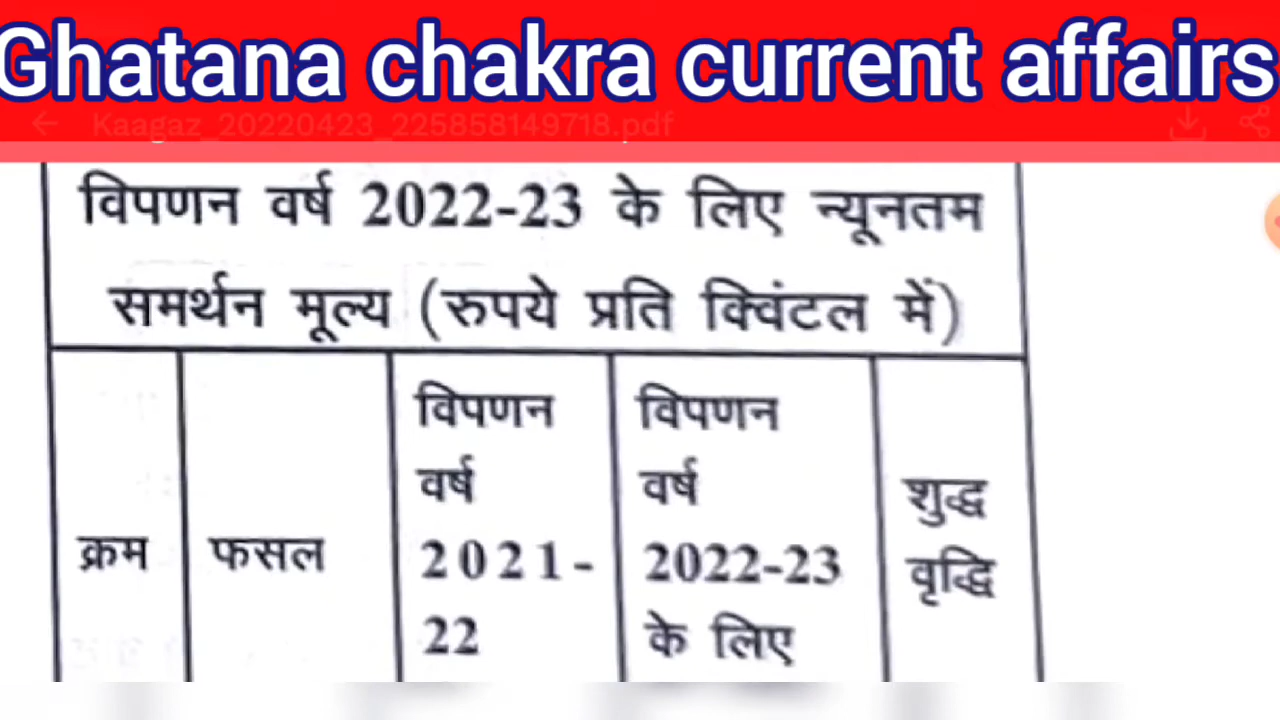 Ghatana chakra current affairs
Kaagaz_20220423_225858149718.pdf
विपणन वर्ष 2022-23 के लिए न्यूनतम
समर्थन मूल्य (रुपये प्रति क्विंटल में)
क्रम
फसल
विपणन
वर्ष
2021-
22
विपणन
वर्ष
2022-23
के लिए
शुद्ध
वृद्धि